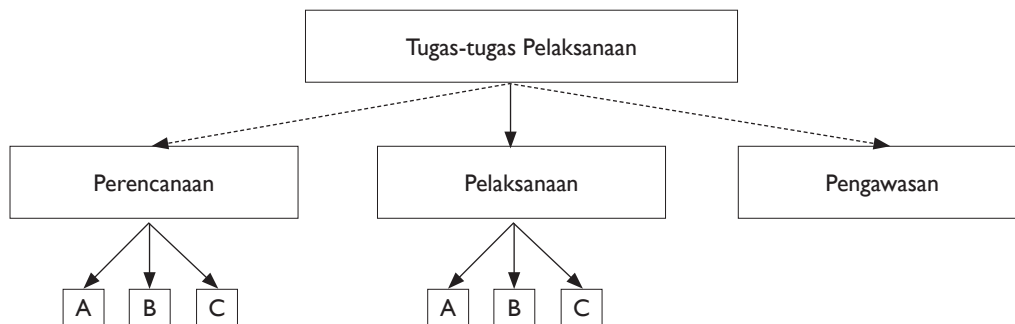 Tugas-tugas Pelaksanaan
Perencanaan
Pelaksanaan
Pengawasan
A B C
A B C